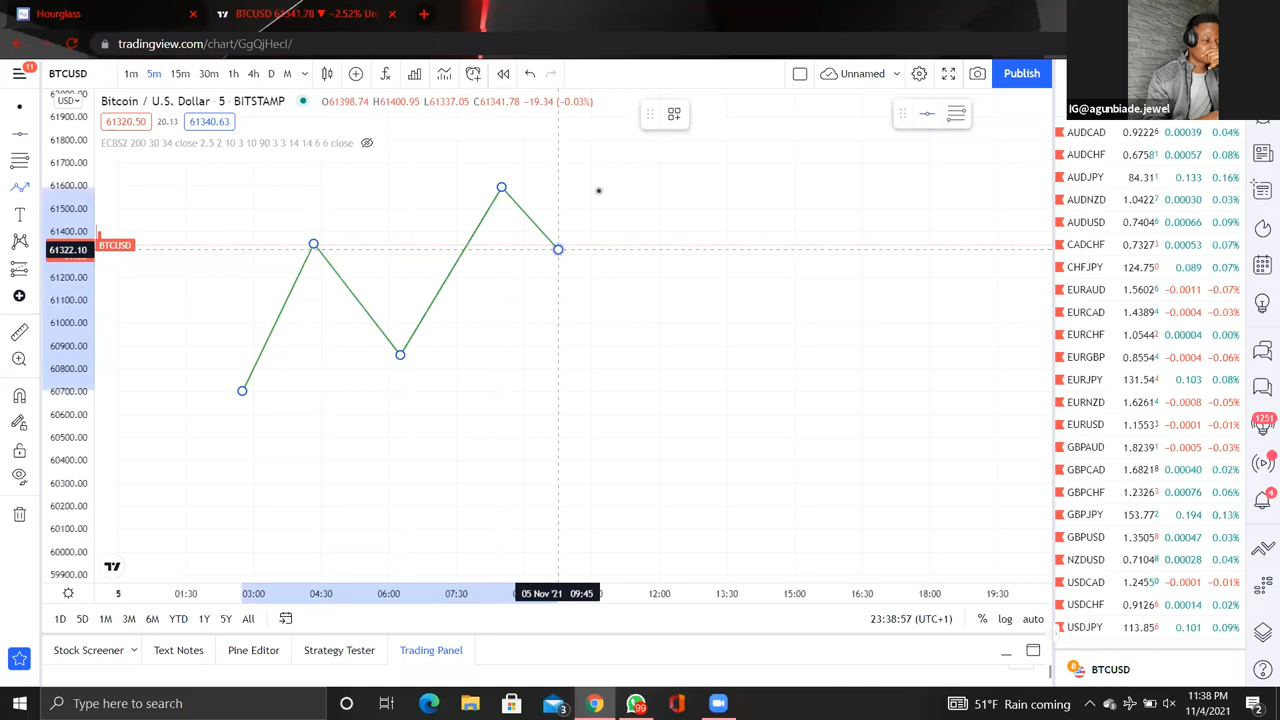 Hourglass
BTCUSD 61341.78 ▼ −2.52% Un
tradingview.com/chart/GgQjHecl/
IG@agunbiade.jewel
11
BTCUSD
1m 5m 15m 30m 1h 4h D M
Unnamed
Publish
USD
Bitcoin / U.S. Dollar · 5 · BITSTAMP
O61398.74 H61400.95 L61337.05 C61341.78 −19.34 (−0.03%)
61320.50 20.13 61340.63
ECBS2 200 30 34 close 2.5 2 10 3 10 90 3 3 14 14 6 6 close
61900.00
61800.00
61700.00
61600.00
61500.00
61400.00
BTCUSD
61322.10
61200.00
61100.00
61000.00
60900.00
60800.00
60700.00
60600.00
60500.00
60400.00
60300.00
60200.00
60100.00
60000.00
59900.00
AUDCAD 0.92226 0.00039 0.04%
AUDCHF 0.67581 0.00057 0.08%
AUDJPY 84.311 0.133 0.16%
AUDNZD 1.04227 0.00030 0.03%
AUDUSD 0.74046 0.00066 0.09%
CADCHF 0.73273 0.00053 0.07%
CHFJPY 124.750 0.089 0.07%
EURAUD 1.56026 −0.0011 −0.07%
EURCAD 1.43894 −0.0004 −0.03%
EURCHF 1.05442 0.00004 0.00%
EURGBP 0.85544 −0.0004 −0.06%
EURJPY 131.544 0.103 0.08%
EURNZD 1.62614 −0.0008 −0.05%
EURUSD 1.15533 −0.0001 −0.01%
GBPAUD 1.82391 −0.0005 −0.03%
GBPCAD 1.68218 0.00040 0.02%
GBPCHF 1.23263 0.00076 0.06%
GBPJPY 153.772 0.194 0.13%
GBPUSD 1.35058 0.00047 0.03%
NZDUSD 0.71048 0.00028 0.04%
USDCAD 1.24550 −0.0001 −0.01%
USDCHF 0.91266 0.00014 0.02%
USDJPY 113.856 0.101 0.09%
1251
4
5 01:30 03:00 04:30 06:00 07:30 05 Nov '21 09:45 12:00 13:30 15:00 16:30 18:00 19:30
1D 5D 1M 3M 6M YTD 1Y 5Y All
23:38:57 (UTC+1) % log auto
Stock Screener Text Notes Pine Editor Strategy Tester Trading Panel
BTCUSD
Type here to search
3
99
51°F Rain coming
11:38 PM
11/4/2021
2